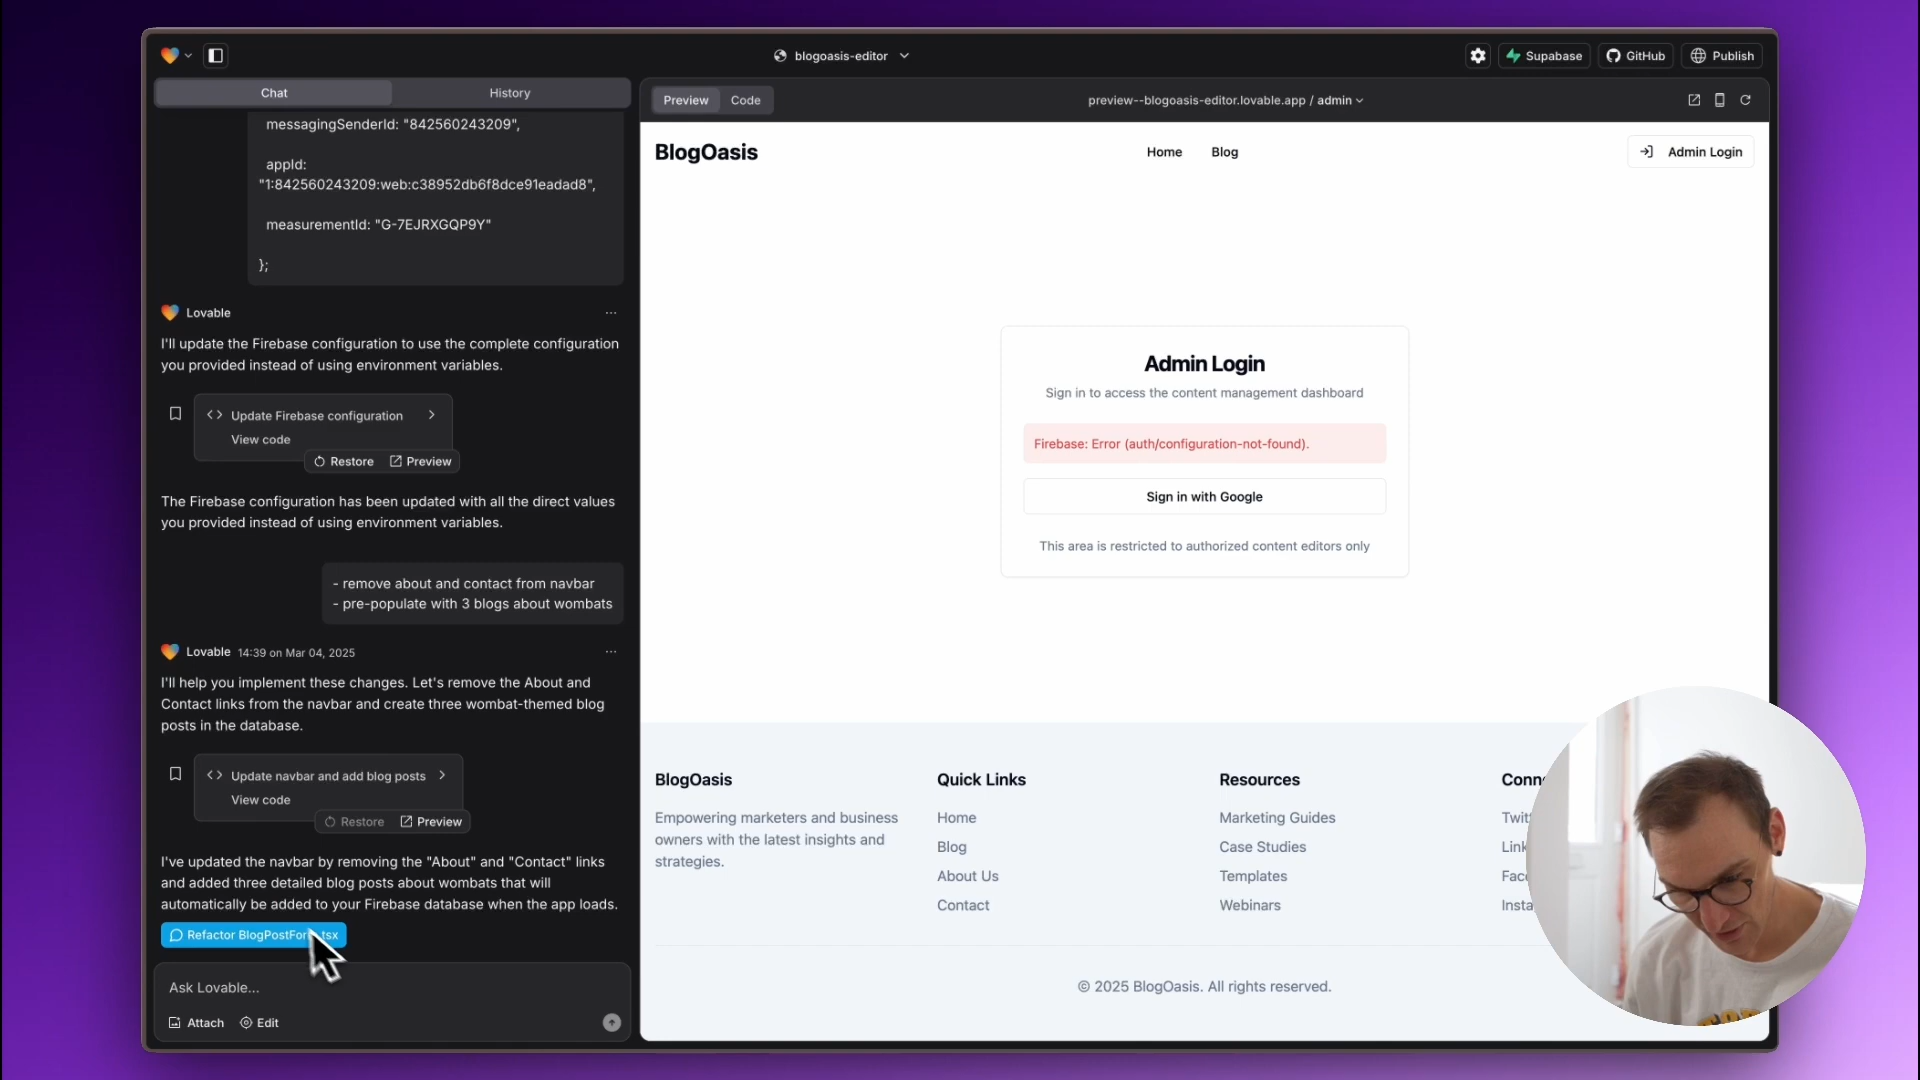 blogoasis-editor
Supabase
GitHub
Publish
Chat
History
Preview
Code
preview--blogoasis-editor.lovable.app / admin
messagingSenderId: "842560243209",
appId:
"1:842560243209:web:c38952db6f8dce91eadad8",
measurementId: "G-7EJRXGQP9Y"
};
Lovable
I'll update the Firebase configuration to use the complete configuration
you provided instead of using environment variables.
Update Firebase configuration
View code
Restore
Preview
The Firebase configuration has been updated with all the direct values
you provided instead of using environment variables.
- remove about and contact from navbar
- pre-populate with 3 blogs about wombats
Lovable 14:39 on Mar 04, 2025
I'll help you implement these changes. Let's remove the About and
Contact links from the navbar and create three wombat-themed blog
posts in the database.
Update navbar and add blog posts
View code
Restore
Preview
I've updated the navbar by removing the "About" and "Contact" links
and added three detailed blog posts about wombats that will
automatically be added to your Firebase database when the app loads.
Refactor tsx
Ask Lovable...
Attach
Edit
BlogOasis
Home
Blog
Admin Login
Admin Login
Sign in to access the content management dashboard
Firebase: Error (auth/configuration-not-found).
Sign in with Google
This area is restricted to authorized content editors only
BlogOasis
Empowering marketers and business
owners with the latest insights and
strategies.
Quick Links
Home
Blog
About Us
Contact
Resources
Marketing Guides
Case Studies
Templates
Webinars
© 2025 BlogOasis. All rights reserved.